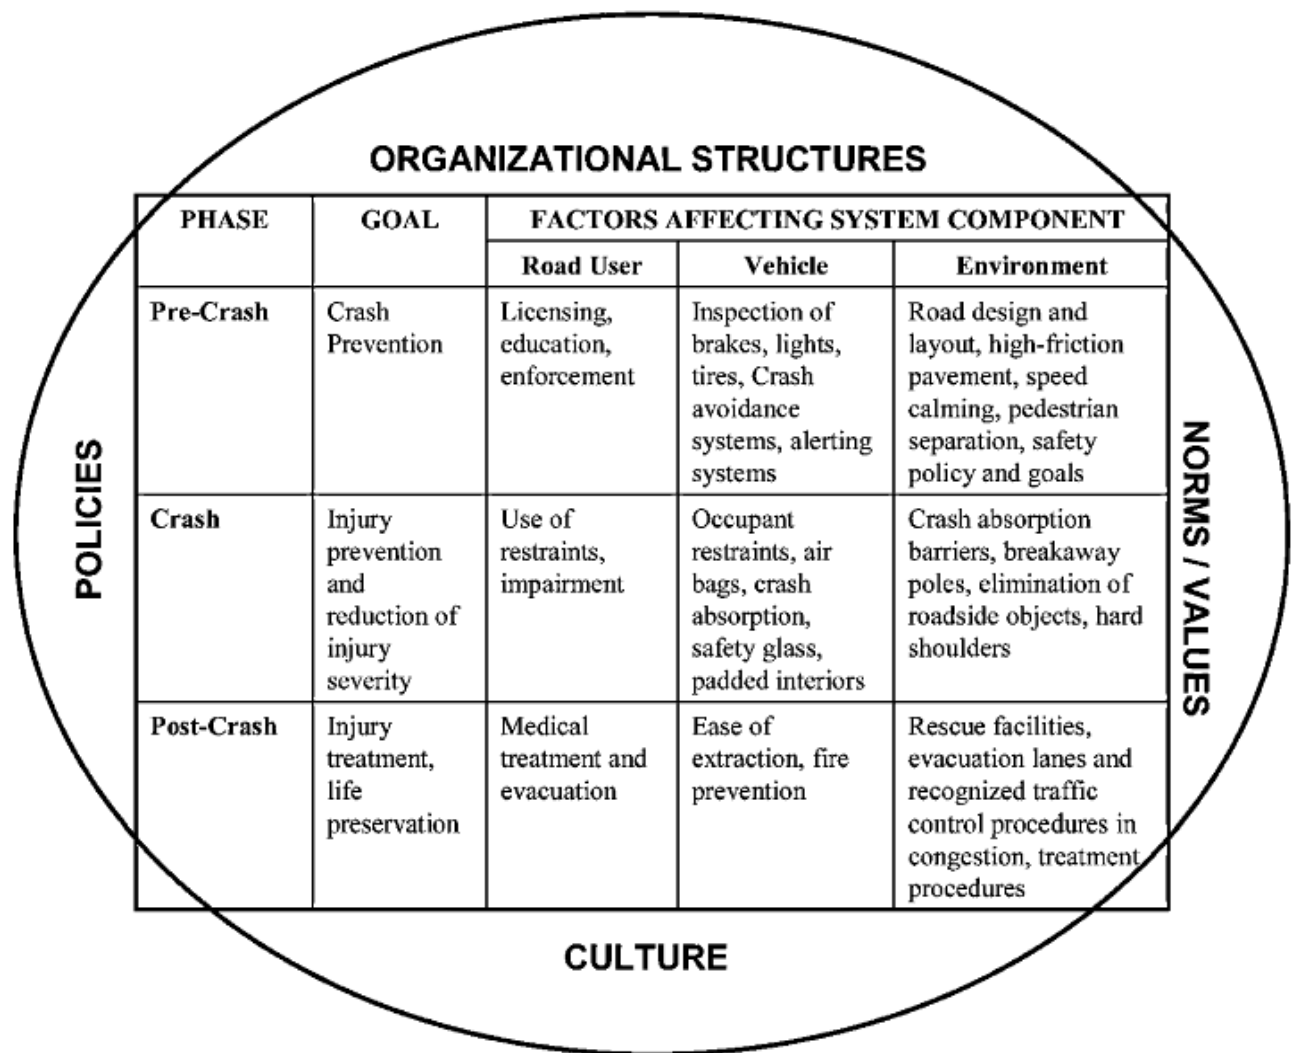 ORGANIZATIONAL STRUCTURES
PHASE
GOAL
FACTORS AFFECTING SYSTEM COMPONENT
Road User
Vehicle
Environment
Pre-Crash
Crash
Prevention
Licensing,
education,
enforcement
Inspection of
brakes, lights,
tires, Crash
avoidance
systems, alerting
systems
Road design and
layout, high-friction
pavement, speed
calming, pedestrian
separation, safety
policy and goals
Crash
Injury
prevention
and
reduction of
injury
severity
Use of
restraints,
impairment
Occupant
restraints, air
bags, crash
absorption,
safety glass,
padded interiors
Crash absorption
barriers, breakaway
poles, elimination of
roadside objects, hard
shoulders
Post-Crash
Injury
treatment,
life
preservation
Medical
treatment and
evacuation
Ease of
extraction, fire
prevention
Rescue facilities,
evacuation lanes and
recognized traffic
control procedures in
congestion, treatment
procedures
POLICIES
NORMS / VALUES
CULTURE